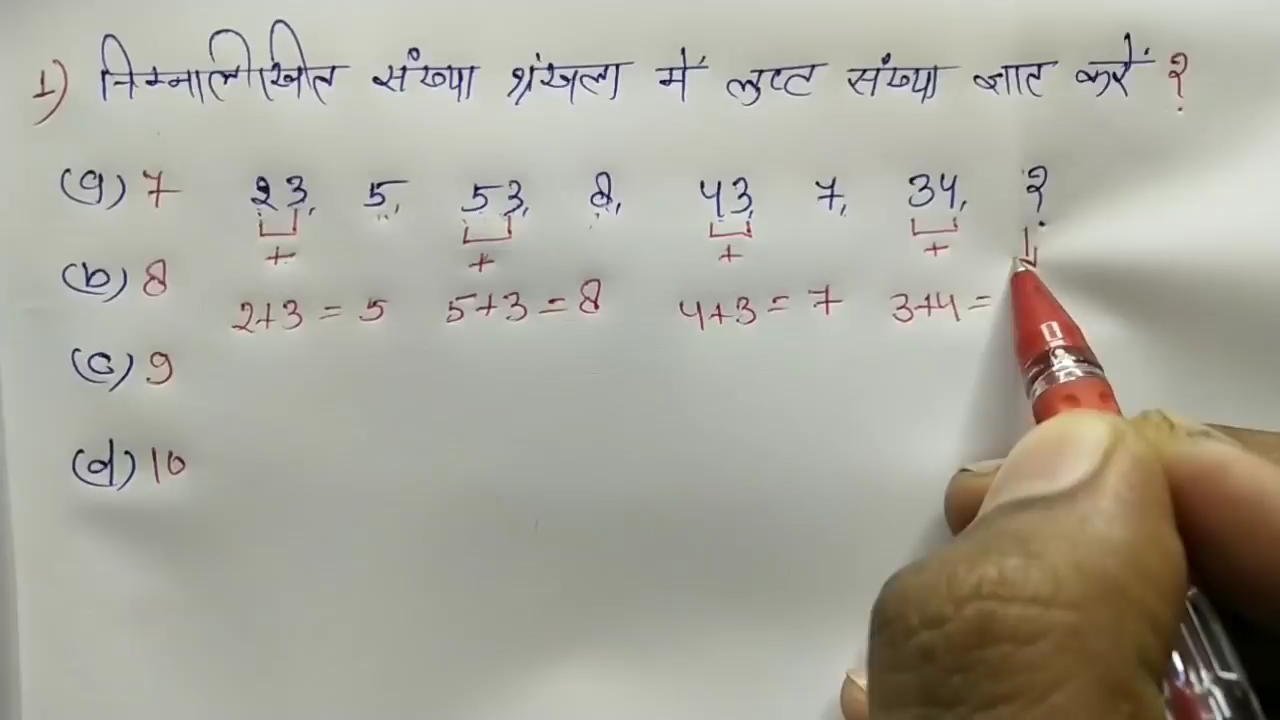 1) निम्नालीखीत संख्या श्रंखला में लुप्ट संख्या ज्ञाट करें ?
(a) 7 23, 5, 53, 8, 43, 7, 34, ?
+ + + +
(b) 8
2+3 = 5 5+3 = 8 4+3 = 7 3+4 =
(c) 9
(d) 10